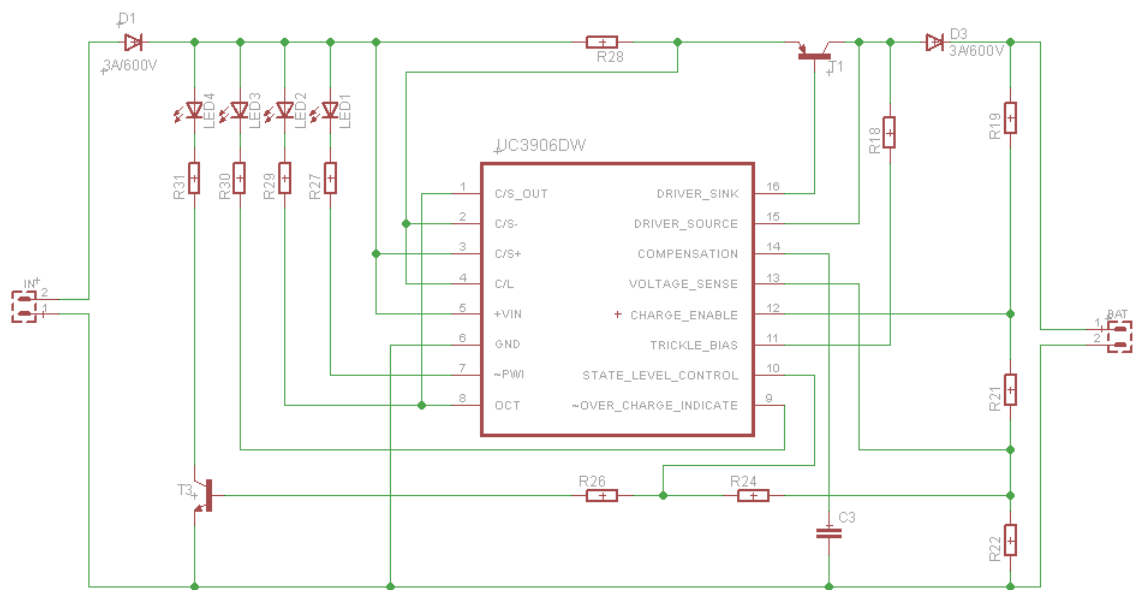 D1
3A/600V
R28
T1
D3
3A/600V
LED4
LED3
LED2
LED1
R31
R30
R29
R27
R18
R19
UC3906DW
1 C/S_OUT DRIVER_SINK 16
2 C/S- DRIVER_SOURCE 15
3 C/S+ COMPENSATION 14
4 C/L VOLTAGE_SENSE 13
5 +VIN CHARGE_ENABLE 12
6 GND TRICKLE_BIAS 11
7 ~PWI STATE_LEVEL_CONTROL 10
8 OCT ~OVER_CHARGE_INDICATE 9
IN
2
1
BAT
1
2
R21
T3
R26
R24
C3
R22